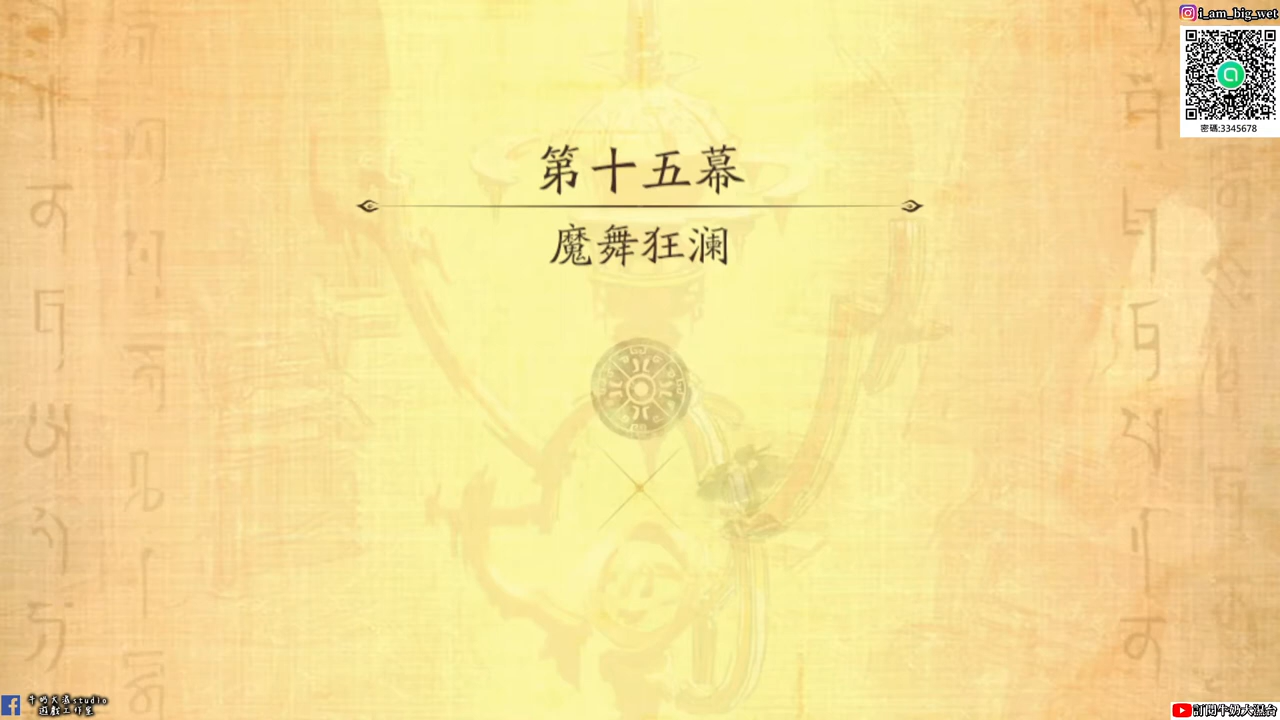 i_am_big_wet
密碼:3345678
第十五幕
魔舞狂澜
牛奶大濕studio
遊戲工作室
訂閱牛奶大濕台